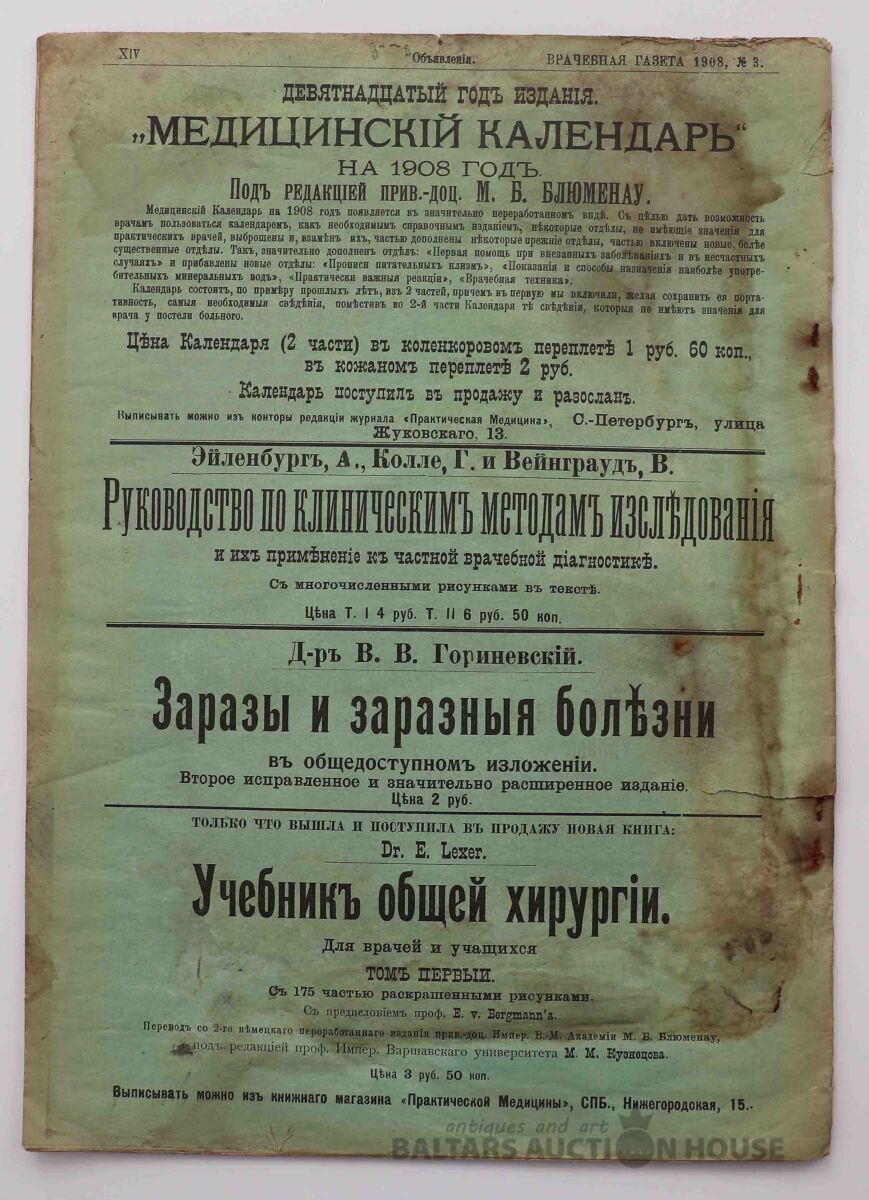 XIV Объявленія. ВРАЧЕБНАЯ ГАЗЕТА 1908, № 3.
ДЕВЯТНАДЦАТЫЙ ГОДЪ ИЗДАНІЯ.
„МЕДИЦИНСКІЙ КАЛЕНДАРЬ“
НА 1908 ГОДЪ.
Подъ редакціей прив.-доц. М. Б. БЛЮМЕНАУ.
Медицинскій Календарь на 1908 годъ появляется въ значительно переработанномъ видѣ. Съ цѣлью дать возможность
врачамъ пользоваться календаремъ, какъ необходимымъ справочнымъ изданіемъ, нѣкоторые отдѣлы, не имѣющіе значенія для
практическихъ врачей, выброшены и, взамѣнъ ихъ, частью дополнены нѣкоторые прежніе отдѣлы, частью включены новые, болѣе
существенные отдѣлы. Такъ, значительно дополненъ отдѣлъ: «Первая помощь при внезапныхъ заболѣваніяхъ и въ несчастныхъ
случаяхъ» и прибавлены новые отдѣлы: «Прописи питательныхъ клизмъ», «Показанія и способы назначенія наиболѣе употре-
бительныхъ минеральныхъ водъ», «Практически важныя реакціи», «Врачебная техника».
Календарь состоитъ, по примѣру прошлыхъ лѣтъ, изъ 2 частей, причемъ въ первую мы включили, желая сохранить ея порта-
тивность, самыя необходимыя свѣдѣнія, помѣстивъ во 2-й части Календаря тѣ свѣдѣнія, которыя не имѣютъ значенія для
врача у постели больного.
Цѣна Календаря (2 части) въ коленкоровомъ переплетѣ 1 руб. 60 коп.,
въ кожаномъ переплетѣ 2 руб.
Календарь поступилъ въ продажу и разосланъ.
Выписывать можно изъ конторы редакціи журнала «Практическая Медицина», С.-Петербургъ, улица
Жуковскаго, 13.
Эйленбургъ, А., Колле, Г. и Вейнграудъ, В.
Руководство по клиническимъ методамъ изслѣдованія
и ихъ примѣненіе къ частной врачебной діагностикѣ.
Съ многочисленными рисунками въ текстѣ.
Цѣна Т. I 4 руб. Т. II 6 руб. 50 коп.
Д-ръ В. В. Гориневскій.
Заразы и заразныя болѣзни
въ общедоступномъ изложеніи.
Второе исправленное и значительно расширенное изданіе.
Цѣна 2 руб.
ТОЛЬКО ЧТО ВЫШЛА И ПОСТУПИЛА ВЪ ПРОДАЖУ НОВАЯ КНИГА:
Dr. E. Lexer.
Учебникъ общей хирургіи.
Для врачей и учащихся
ТОМЪ ПЕРВЫЙ.
Съ 175 частью раскрашенными рисунками.
Съ предисловіемъ проф. E. v. Bergmann'a.
Переводъ со 2-го нѣмецкаго переработаннаго изданія прив.-доц. Импер. В.-М. Академіи М. Б. Блюменау,
подъ редакціей проф. Импер. Варшавскаго университета М. М. Кузнецова.
Цѣна 3 руб. 50 коп.
Выписывать можно изъ книжнаго магазина «Практической Медицины», СПБ., Нижегородская, 15.
antiques and art
BALTARS AUCTION HOUSE